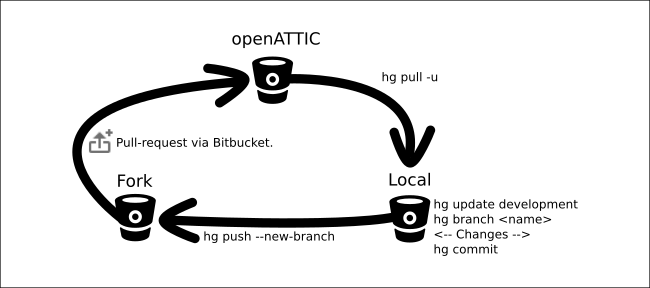 openATTIC
hg pull -u
Pull-request via Bitbucket.
Fork
Local
hg update development
hg branch <name>
<-- Changes -->
hg commit
hg push --new-branch